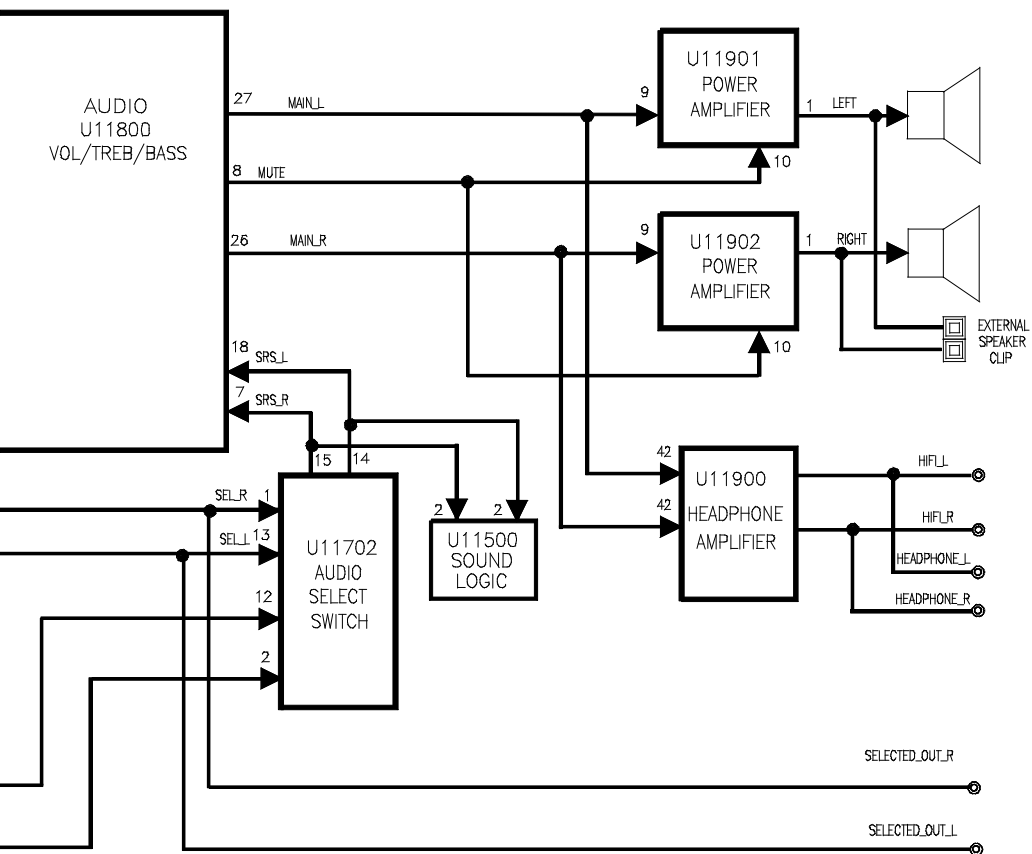 AUDIO
U11800
VOL/TREB/BASS
27
MAIN_L
8
MUTE
26
MAIN_R
18
SRS_L
7
SRS_R
9
U11901
POWER
AMPLIFIER
1
LEFT
10
9
U11902
POWER
AMPLIFIER
1
RIGHT
10
EXTERNAL
SPEAKER
CLIP
15
14
SEL_R
1
SEL_L
13
12
2
U11702
AUDIO
SELECT
SWITCH
2
2
U11500
SOUND
LOGIC
42
42
U11900
HEADPHONE
AMPLIFIER
HIFI_L
HIFI_R
HEADPHONE_L
HEADPHONE_R
SELECTED_OUT_R
SELECTED_OUT_L